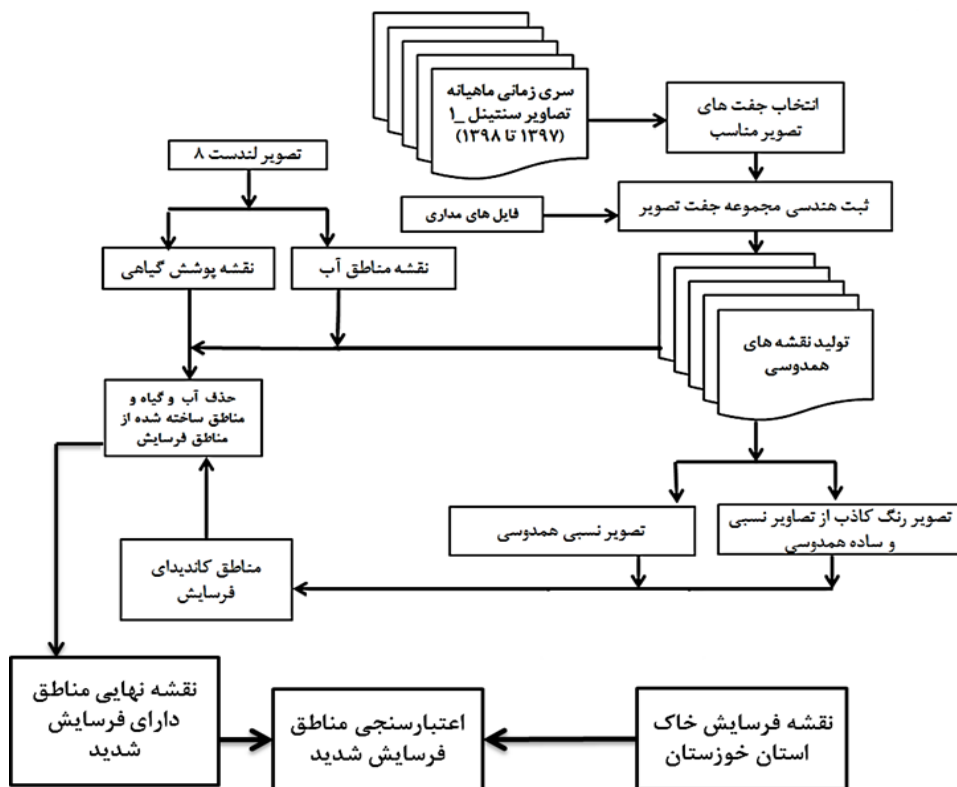 سری زمانی ماهیانه
تصاویر سنتینل _۱
(۱۳۹۷ تا ۱۳۹۸)
انتخاب جفت های
تصویر مناسب
تصویر لندست ۸
ثبت هندسی مجموعه جفت تصویر
فایل های مداری
نقشه مناطق آب
نقشه پوشش گیاهی
تولید نقشه های
همدوسی
حذف آب و گیاه و
مناطق ساخته شده از
مناطق فرسایش
تصویر رنگ کاذب از تصاویر نسبی
و ساده همدوسی
تصویر نسبی همدوسی
مناطق کاندیدای
فرسایش
نقشه فرسایش خاک
استان خوزستان
اعتبارسنجی مناطق
فرسایش شدید
نقشه نهایی مناطق
دارای فرسایش
شدید